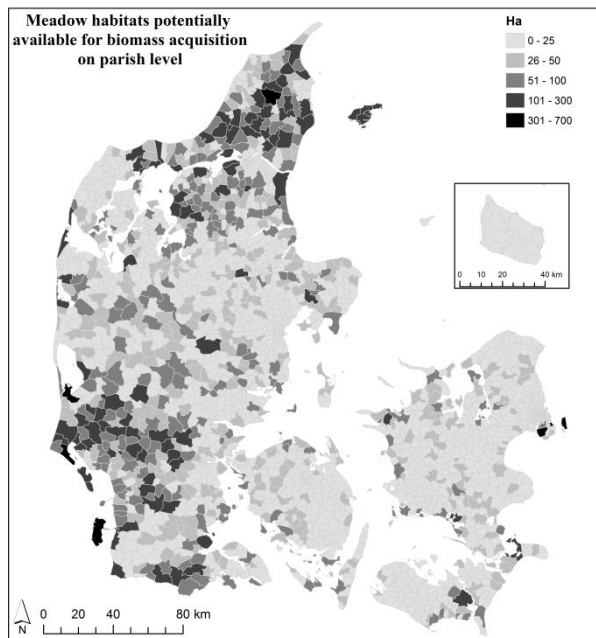 Meadow habitats potentially
available for biomass acquisition
on parish level
Ha
0 - 25
26 - 50
51 - 100
101 - 300
301 - 700
0 10 20 40 km
N
0 20 40 80 km